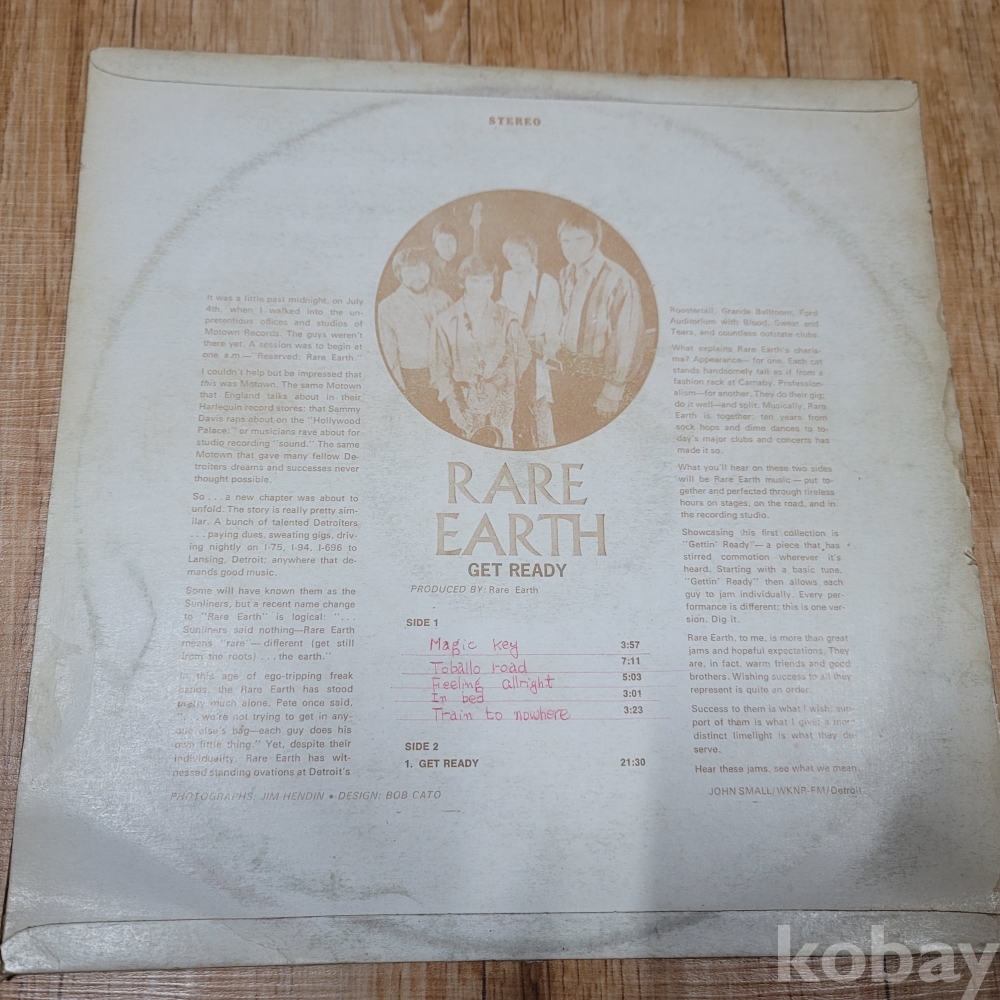 STEREO
It was a little past midnight, on July
4th, when I walked into the un-
pretentious offices and studios of
Motown Records. The guys weren't
there yet. A session was to begin at
one a.m.—"Reserved: Rare Earth."
I couldn't help but be impressed that
this was Motown. The same Motown
that England talks about in their
Harlequin record stores: that Sammy
Davis raps about on the "Hollywood
Palace;" or musicians rave about for
studio recording "sound." The same
Motown that gave many fellow De-
troiters dreams and successes never
thought possible.
So . . . a new chapter was about to
unfold. The story is really pretty sim-
ilar. A bunch of talented Detroiters
. . . paying dues, sweating gigs, driv-
ing nightly on I-75, I-94, I-696 to
Lansing, Detroit; anywhere that de-
mands good music.
Some will have known them as the
Sunliners, but a recent name change
to "Rare Earth" is logical: ". . .
Sunliners said nothing—Rare Earth
means "rare"—different (get still
from the roots) . . . the earth."
In this age of ego-tripping freak
bands, the Rare Earth has stood
pretty much alone. Pete once said,
". . . we're not trying to get in any-
one else's bag—each guy does his
own little thing." Yet, despite their
individuality, Rare Earth has wit-
nessed standing ovations at Detroit's
PHOTOGRAPHS: JIM HENDIN • DESIGN: BOB CATO
RARE
EARTH
GET READY
PRODUCED BY: Rare Earth
SIDE 1
Magic key 3:57
Toballo road 7:11
Feeling allright 5:03
In bed 3:01
Train to nowhere 3:23
SIDE 2
1. GET READY 21:30
Roostertail, Grande Ballroom, Ford
Auditorium with Blood, Sweat and
Tears, and countless outstate clubs.
What explains Rare Earth's charis-
ma? Appearance—for one. Each cat
stands handsomely talk as if from a
fashion rack at Carnaby. Profession-
alism—for another. They do their gig;
do it well—and split. Musically, Rare
Earth is together: ten years from
sock hops and dime dances to to-
day's major clubs and concerts has
made it so.
What you'll hear on these two sides
will be Rare Earth music—put to-
gether and perfected through tireless
hours on stages, on the road, and in
the recording studio.
Showcasing this first collection is
"Gettin' Ready"—a piece that has
stirred commotion wherever it's
heard. Starting with a basic tune,
"Gettin' Ready" then allows each
guy to jam individually. Every per-
formance is different; this is one ver-
sion. Dig it.
Rare Earth, to me, is more than great
jams and hopeful expectations. They
are, in fact, warm friends and good
brothers. Wishing success to all they
represent is quite an order.
Success to them is what I wish; sup-
port of them is what I give; a more
distinct limelight is what they de-
serve.
Hear these jams, see what we mean.
JOHN SMALL/WKNR-FM/Detroit
kobay